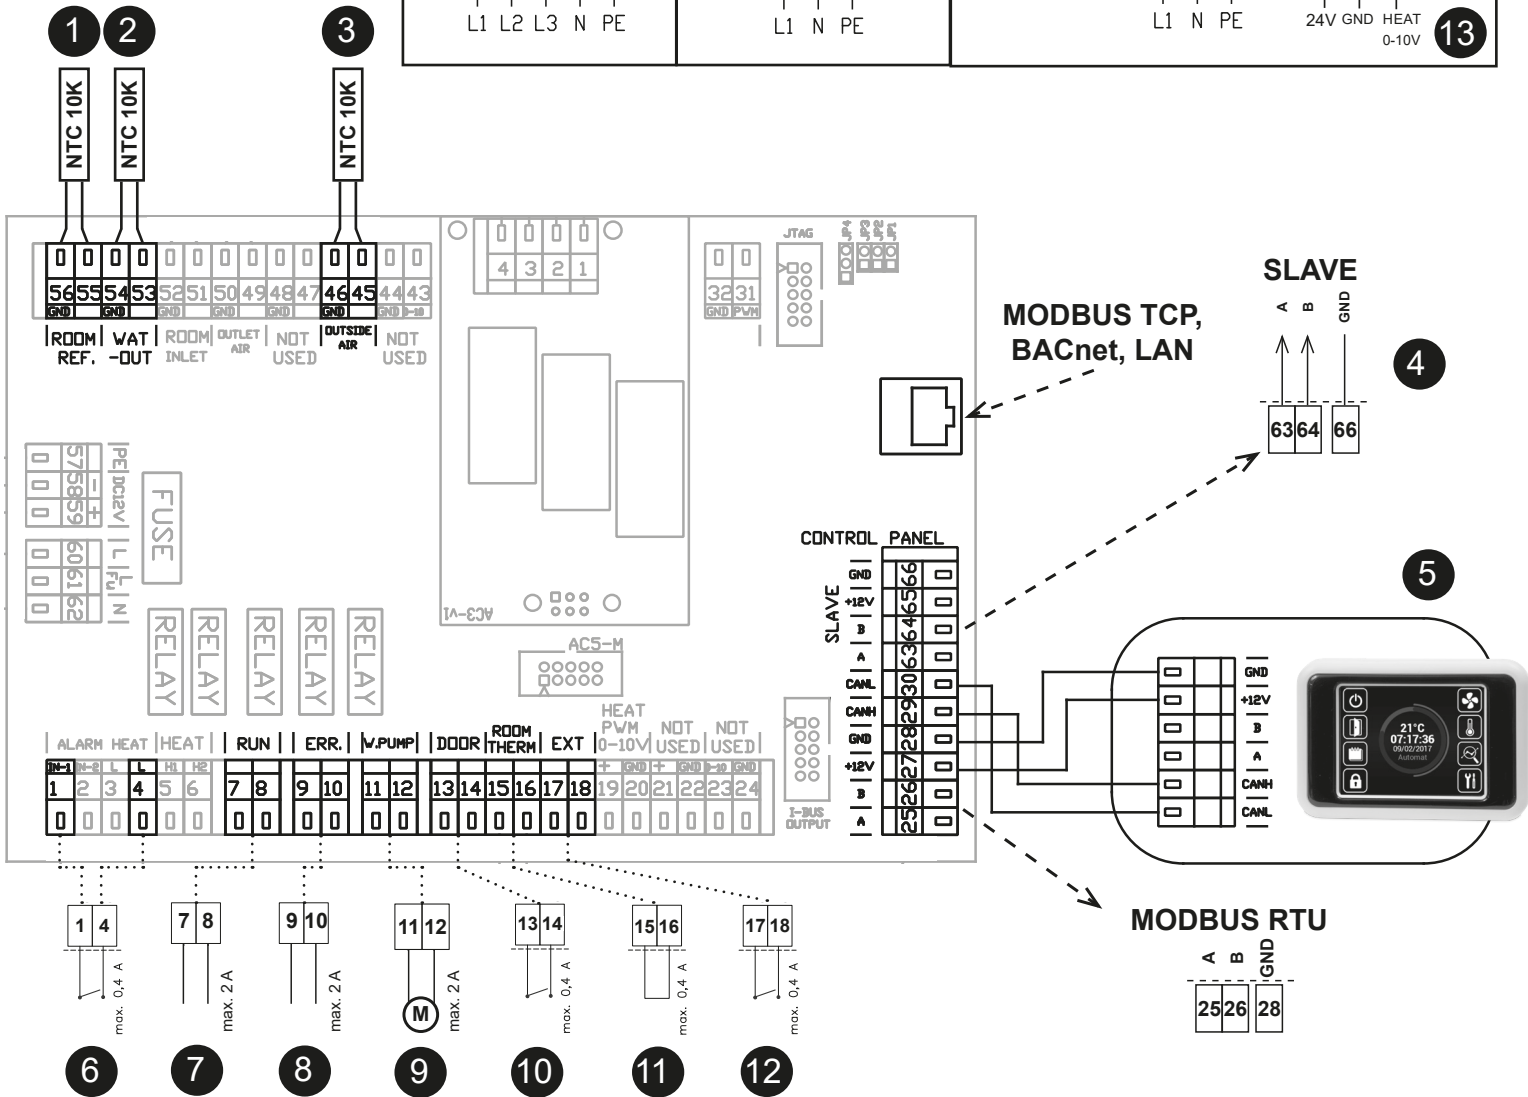 L1 L2 L3 N PE
L1 N PE
L1 N PE
24V GND HEAT
0-10V
13
1
2
3
NTC 10K
NTC 10K
NTC 10K
56 55 54 53 52 51 50 49 48 47 46 45 44 43
GND GND GND GND GND GND GND 0-10
ROOM REF.
WAT -OUT
ROOM INLET
OUTLET AIR
NOT USED
OUTSIDE AIR
NOT USED
4 3 2 1
32 31
GND PWM
JTAG
JP4 JP3 JP2 JP1
MODBUS TCP,
BACnet, LAN
SLAVE
A B GND
63 64 66
4
57 58 59
PE - +
DC12V
60 61 62
L L N
Fu
FUSE
RELAY
RELAY
RELAY
RELAY
RELAY
AC3-v1
AC5-M
CONTROL PANEL
SLAVE
GND 66
+12V 65
B 64
A 63
CANL 30
CANH 29
GND 28
+12V 27
B 26
A 25
5
GND
+12V
B
A
CANH
CANL
21°C
07:17:36
09/02/2017
Automat
ALARM HEAT
HEAT
RUN
ERR.
W.PUMP
DOOR
ROOM THERM
EXT
HEAT PWM 0-10V
NOT USED
NOT USED
IN-1 IN-2 L L H1 H2
+ GND + GND 0-10 GND
1 2 3 4 5 6 7 8 9 10 11 12 13 14 15 16 17 18 19 20 21 22 23 24
I-BUS
OUTPUT
1 4
max. 0,4 A
7 8
max. 2 A
9 10
max. 2 A
11 12
M
max. 2 A
13 14
max. 0,4 A
15 16
max. 0,4 A
17 18
max. 0,4 A
MODBUS RTU
A B GND
25 26 28
6
7
8
9
10
11
12